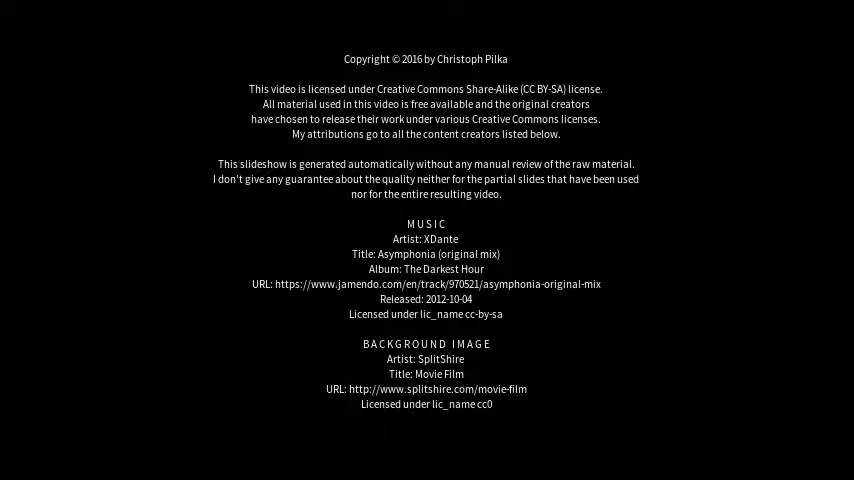 Copyright © 2016 by Christoph Pilka
This video is licensed under Creative Commons Share-Alike (CC BY-SA) license.
All material used in this video is free available and the original creators
have chosen to release their work under various Creative Commons licenses.
My attributions go to all the content creators listed below.
This slideshow is generated automatically without any manual review of the raw material.
I don't give any guarantee about the quality neither for the partial slides that have been used
nor for the entire resulting video.
M U S I C
Artist: XDante
Title: Asymphonia (original mix)
Album: The Darkest Hour
URL: https://www.jamendo.com/en/track/970521/asymphonia-original-mix
Released: 2012-10-04
Licensed under lic_name cc-by-sa
B A C K G R O U N D   I M A G E
Artist: SplitShire
Title: Movie Film
URL: http://www.splitshire.com/movie-film
Licensed under lic_name cc0